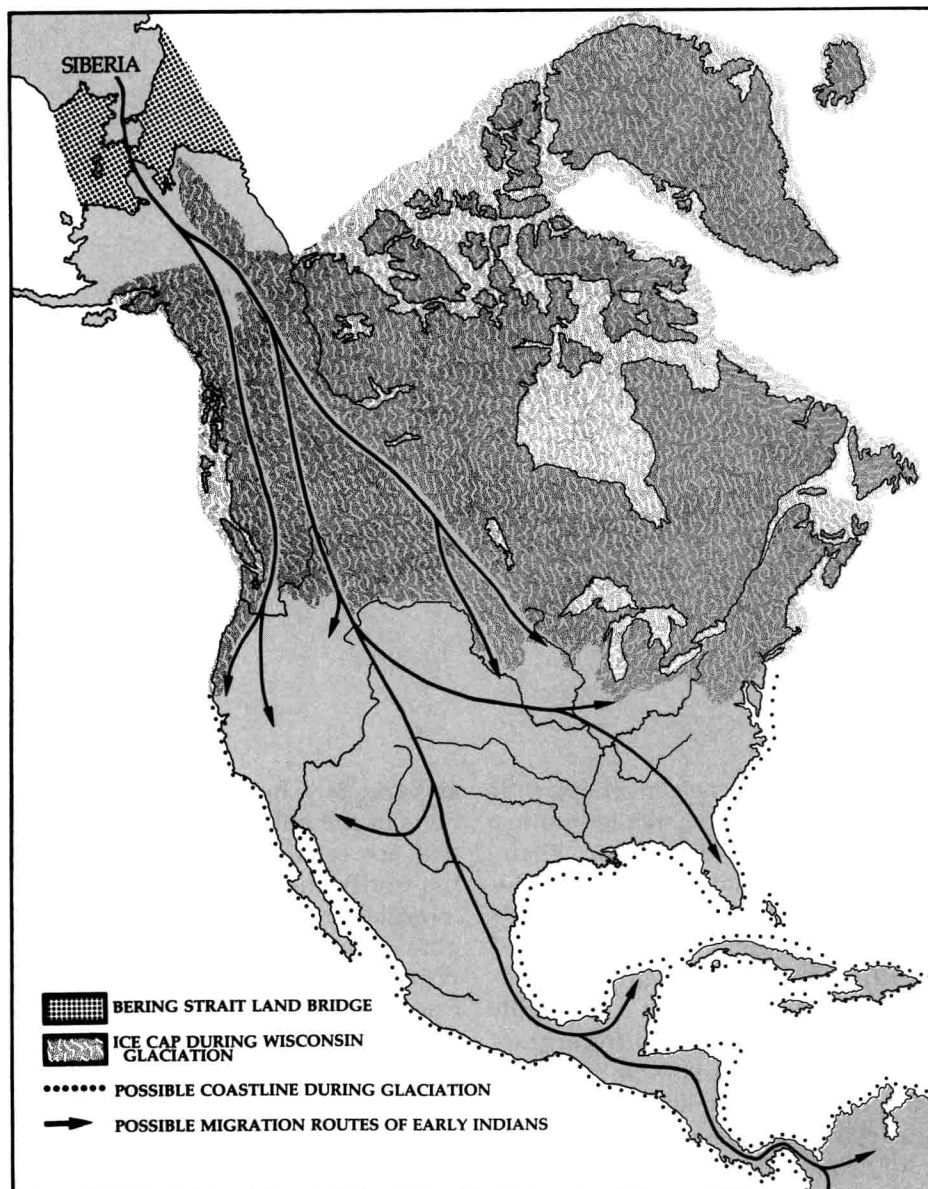 SIBERIA
BERING STRAIT LAND BRIDGE
ICE CAP DURING WISCONSIN
GLACIATION
POSSIBLE COASTLINE DURING GLACIATION
POSSIBLE MIGRATION ROUTES OF EARLY INDIANS